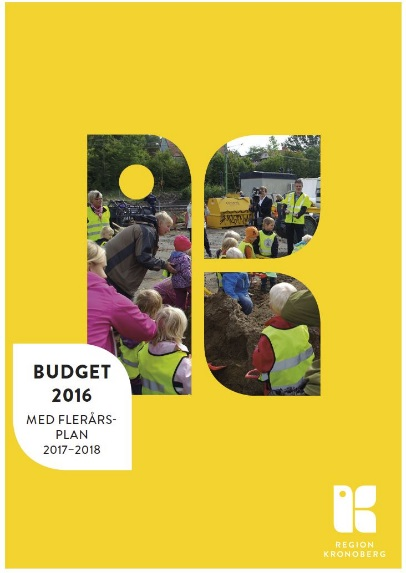 BUDGET
2016
MED FLERÅRS-
PLAN
2017–2018
REGION
KRONOBERG